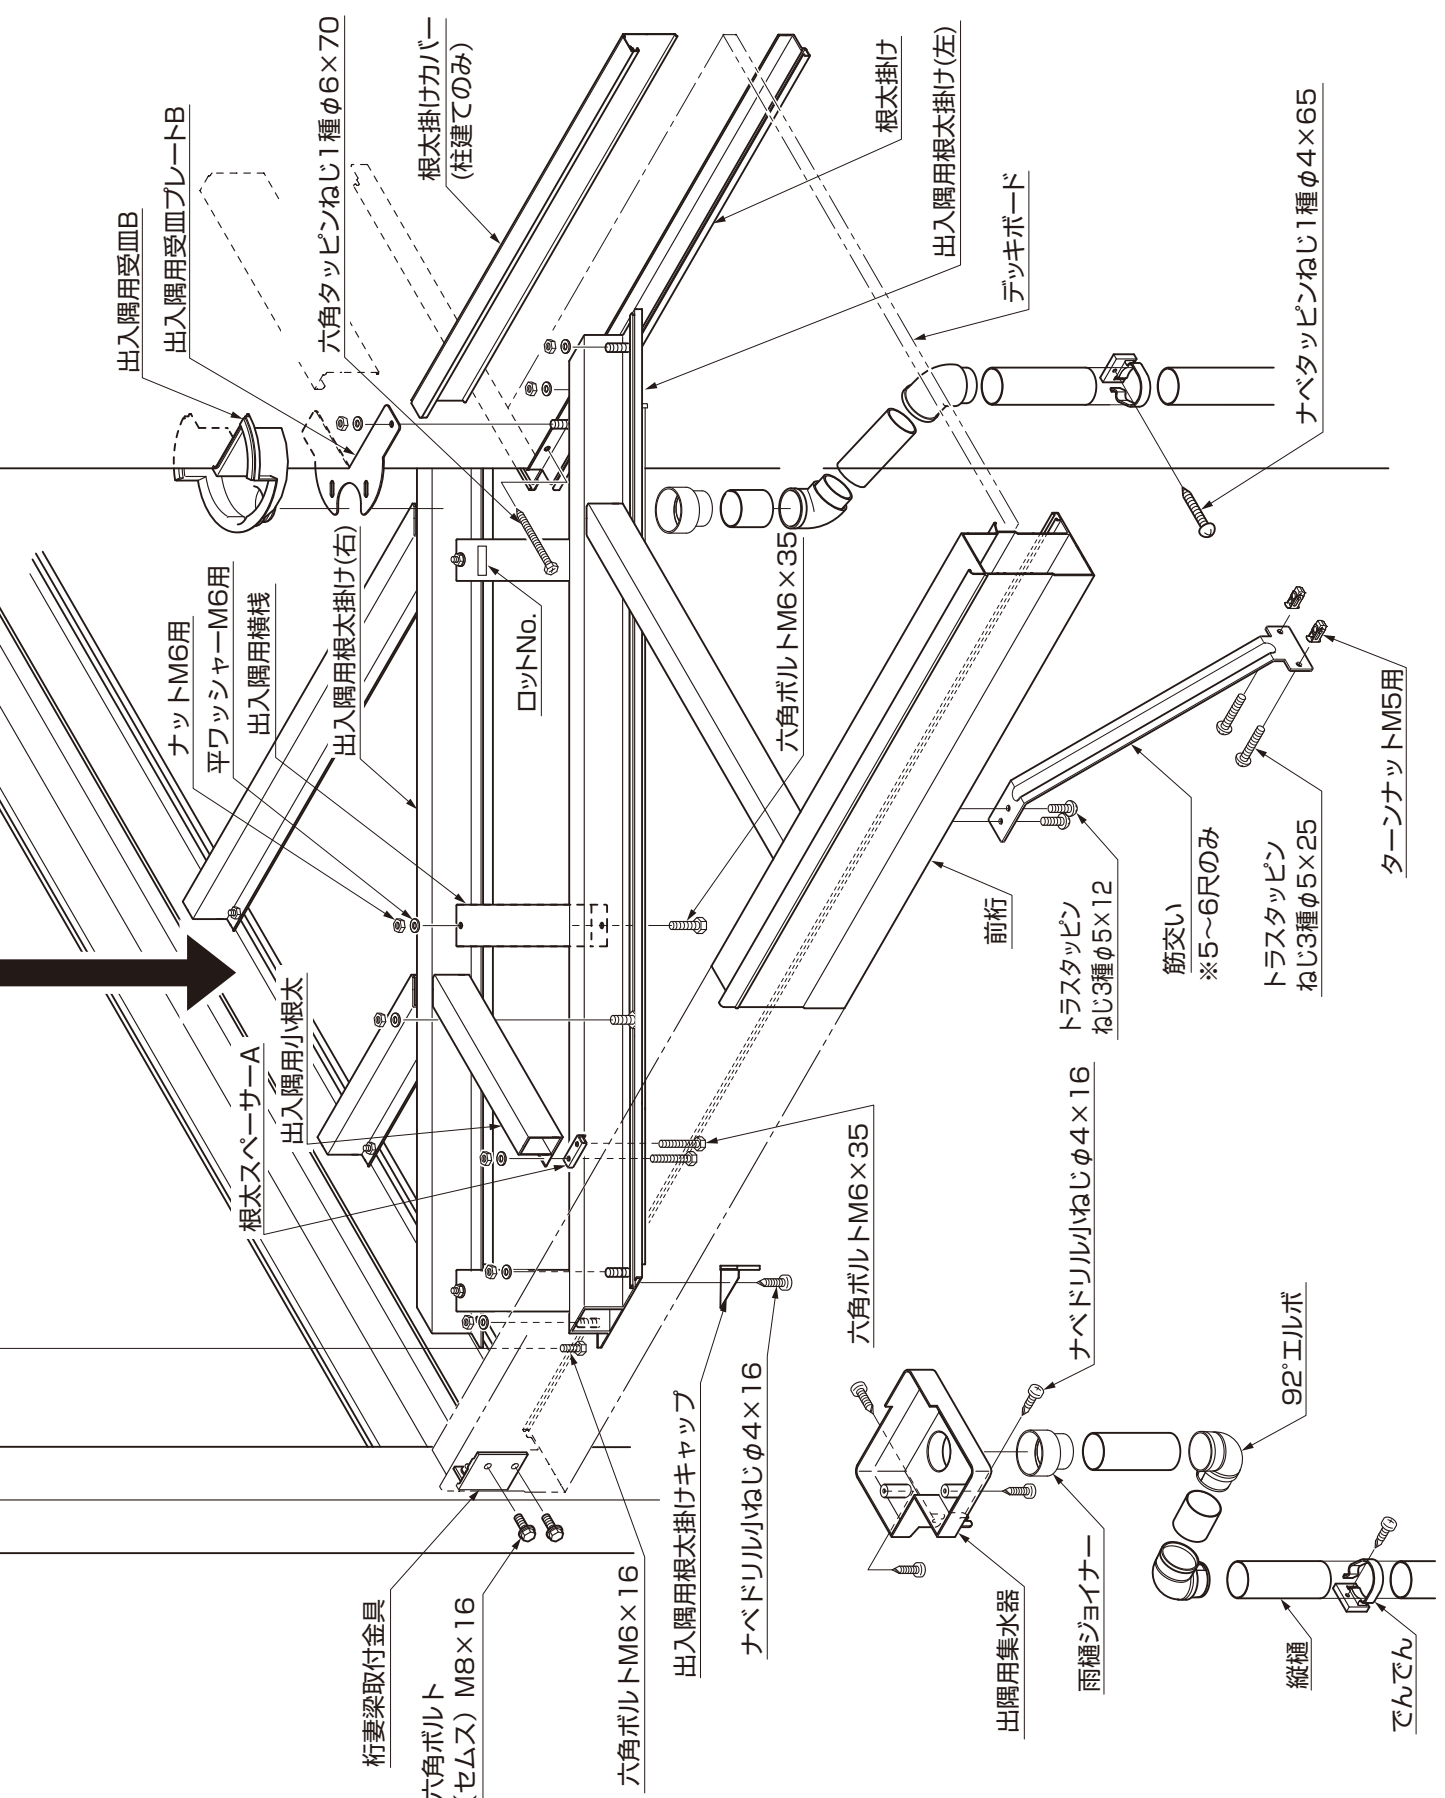 出入隅用受皿B
出入隅用受皿プレートB
六角タッピンねじ1種φ6×70
根太掛けカバー
(柱建てのみ)
根太掛け
出入隅用根太掛け(左)
デッキボード
ナベタッピンねじ1種φ4×65
ナットM6用
平ワッシャーM6用
出入隅用横桟
出入隅用根太掛け(右)
ロットNo.
六角ボルトM6×35
前桁
トラスタッピン
ねじ3種φ5×12
筋交い
※5〜6尺のみ
トラスタッピン
ねじ3種φ5×25
ターンナットM5用
根太スペーサーA
出入隅用小根太
六角ボルトM6×35
ナベドリル小ねじφ4×16
92°エルボ
桁妻梁取付金具
六角ボルト
(セムス) M8×16
六角ボルトM6×16
出入隅用根太掛けキャップ
ナベドリル小ねじφ4×16
出隅用集水器
雨樋ジョイナー
縦樋
でんでん